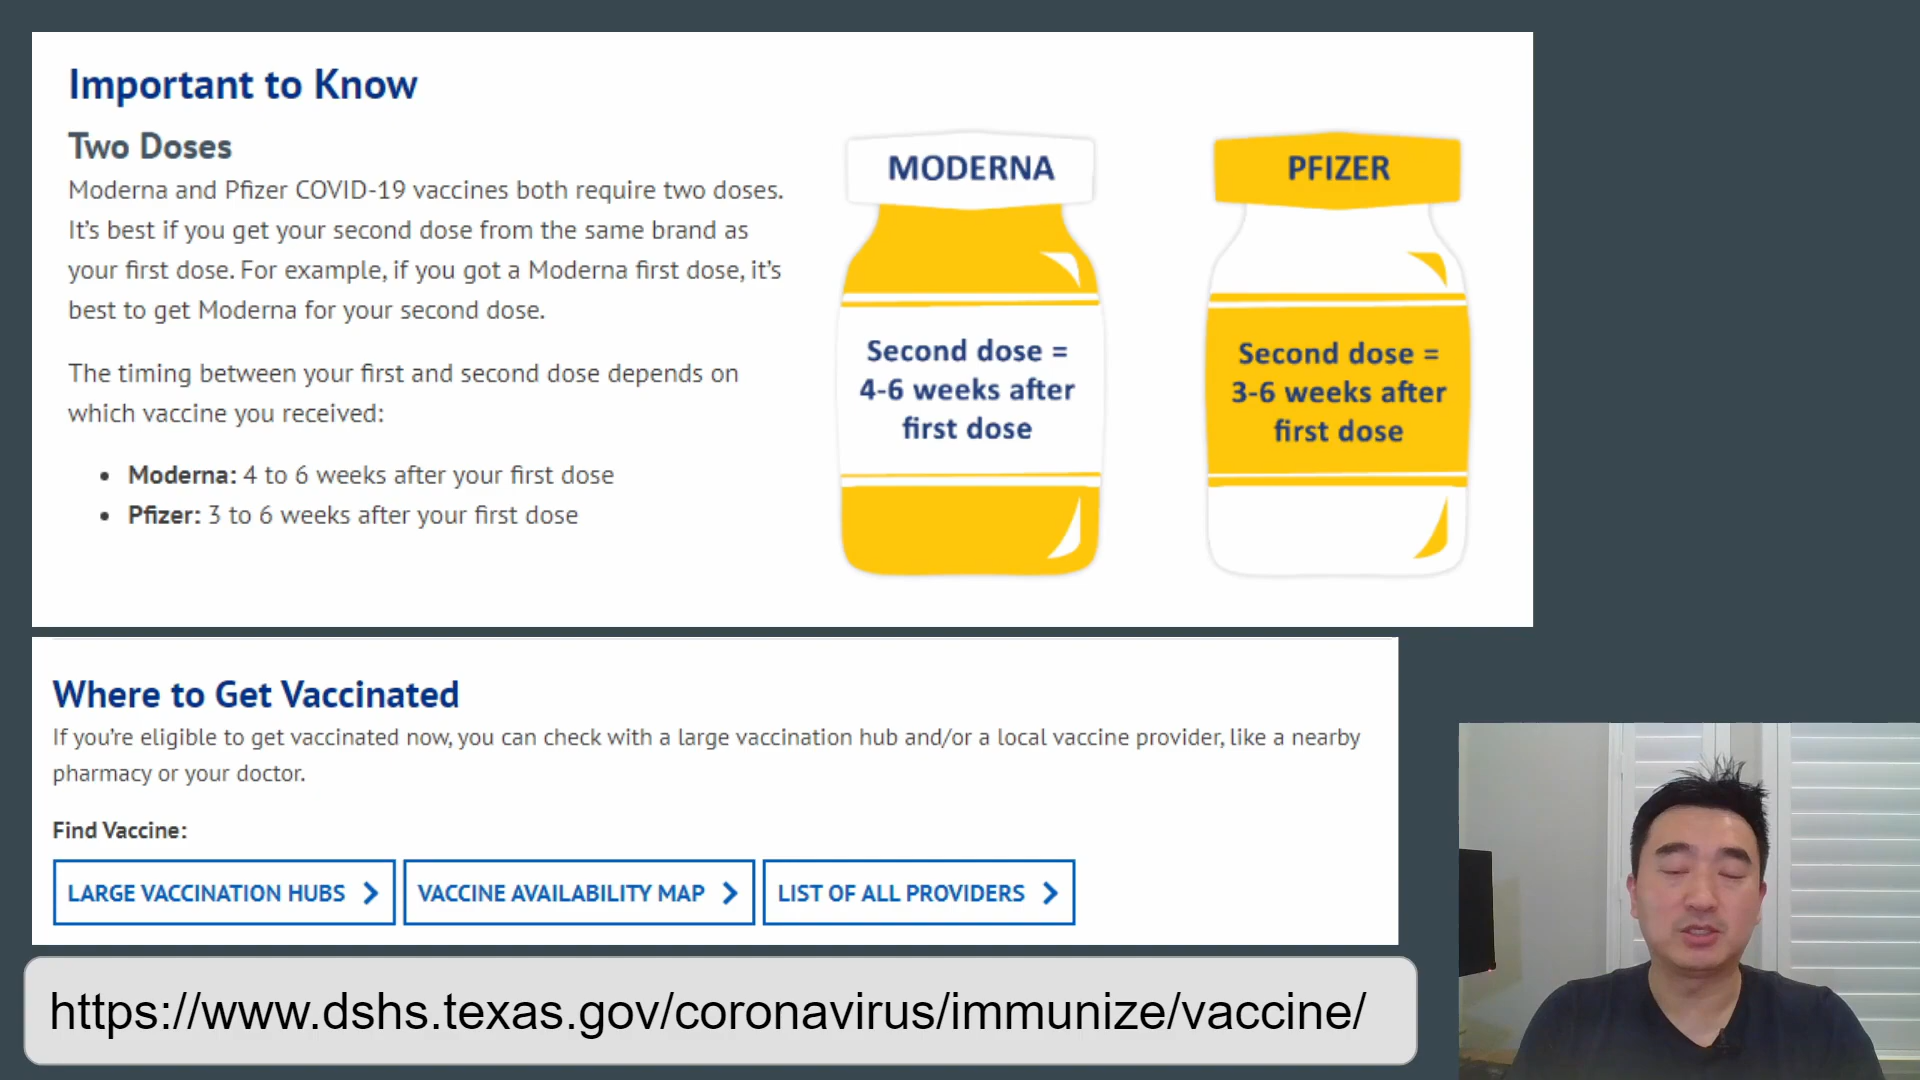 Important to Know
Two Doses
Moderna and Pfizer COVID-19 vaccines both require two doses.
It's best if you get your second dose from the same brand as
your first dose. For example, if you got a Moderna first dose, it's
best to get Moderna for your second dose.
The timing between your first and second dose depends on
which vaccine you received:
• Moderna: 4 to 6 weeks after your first dose
• Pfizer: 3 to 6 weeks after your first dose
MODERNA
Second dose =
4-6 weeks after
first dose
PFIZER
Second dose =
3-6 weeks after
first dose
Where to Get Vaccinated
If you're eligible to get vaccinated now, you can check with a large vaccination hub and/or a local vaccine provider, like a nearby
pharmacy or your doctor.
Find Vaccine:
LARGE VACCINATION HUBS
VACCINE AVAILABILITY MAP
LIST OF ALL PROVIDERS
https://www.dshs.texas.gov/coronavirus/immunize/vaccine/